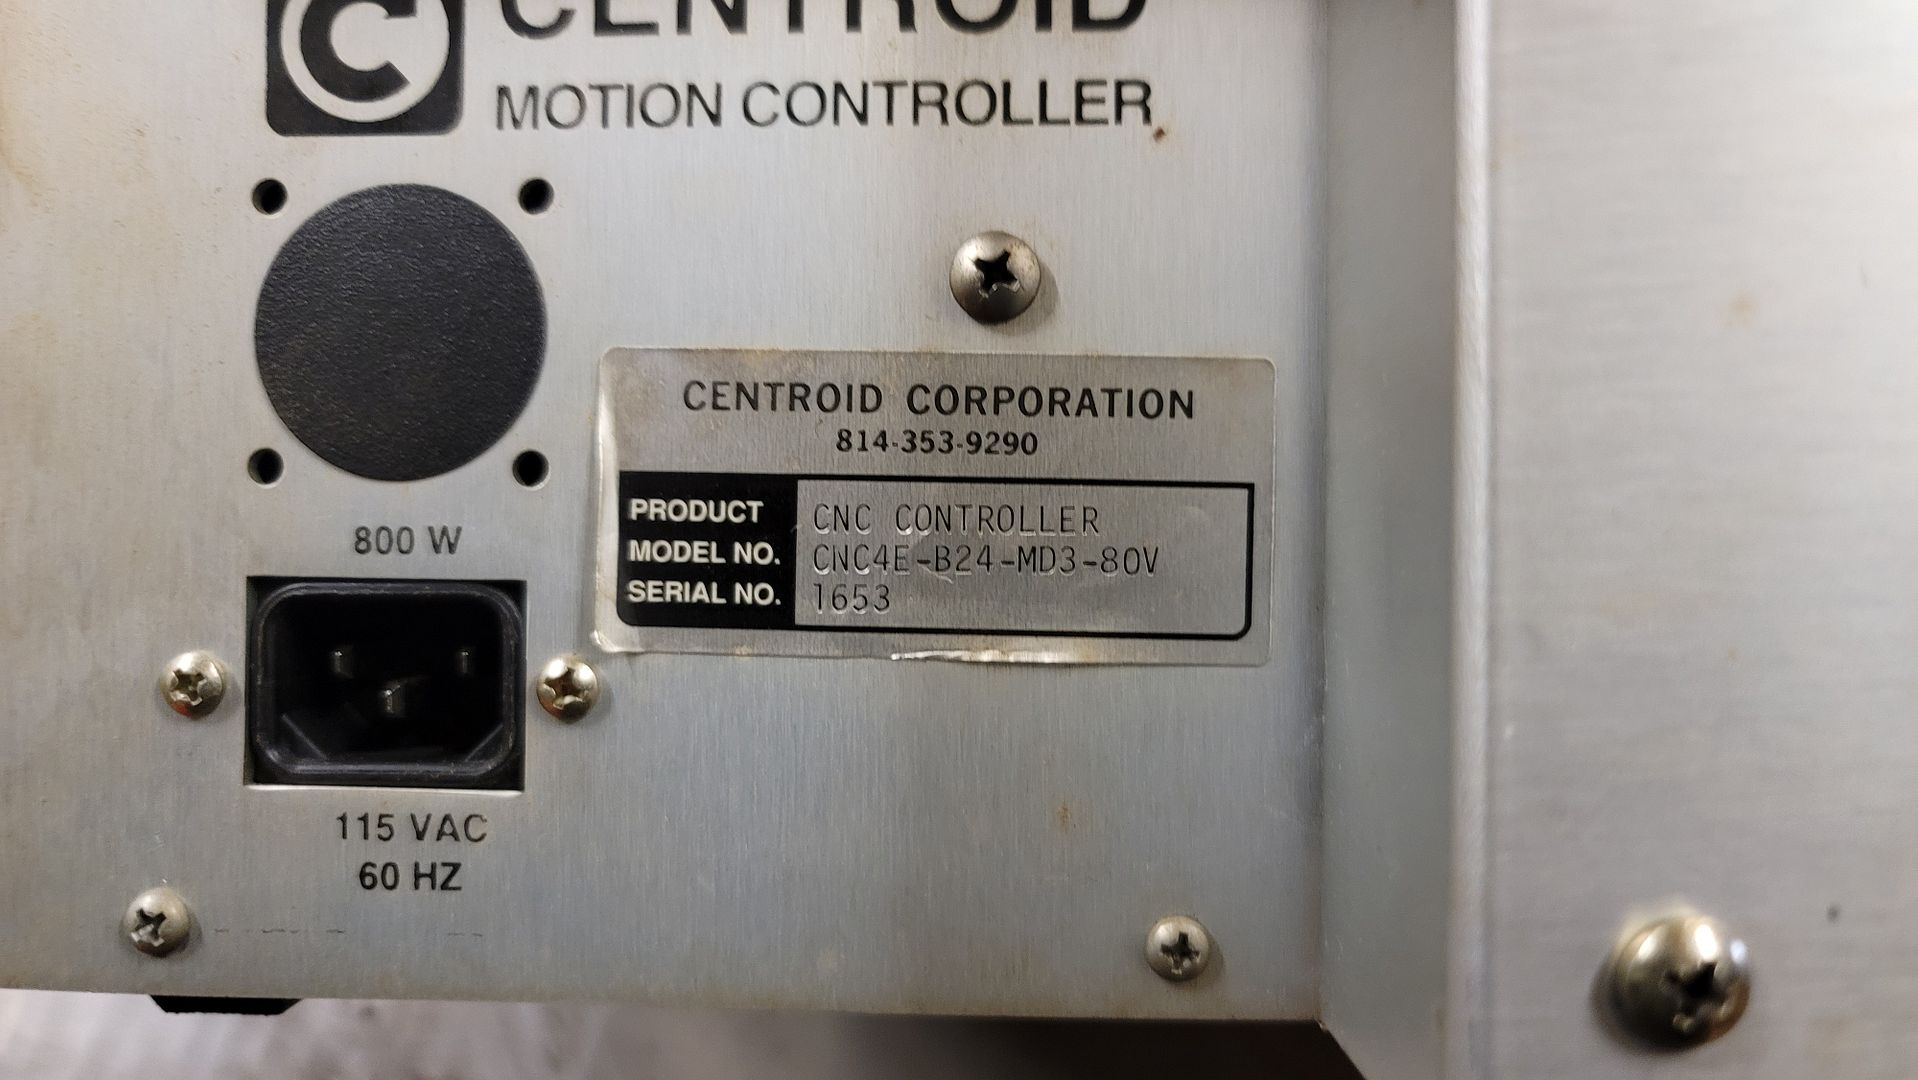 C CENTROID
MOTION CONTROLLER
CENTROID CORPORATION
814-353-9290
PRODUCT CNC CONTROLLER
MODEL NO. CNC4E-B24-MD3-80V
SERIAL NO. 1653
800 W
115 VAC
60 HZ